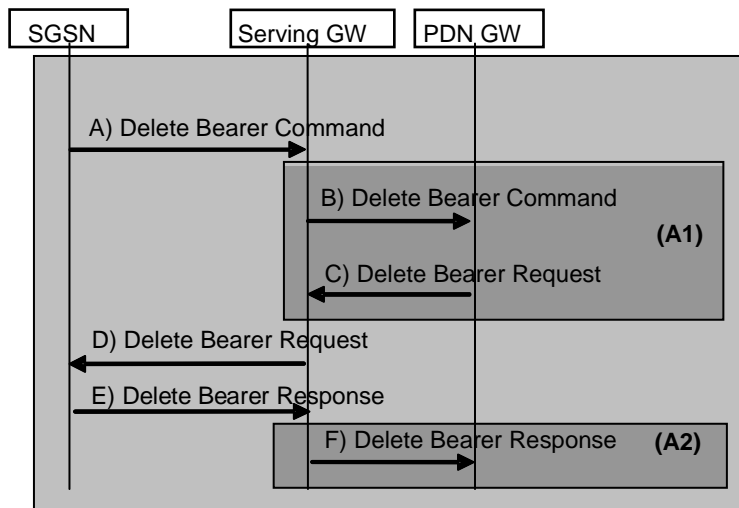 SGSN
Serving GW
PDN GW
A) Delete Bearer Command
B) Delete Bearer Command
(A1)
C) Delete Bearer Request
D) Delete Bearer Request
E) Delete Bearer Response
F) Delete Bearer Response
(A2)